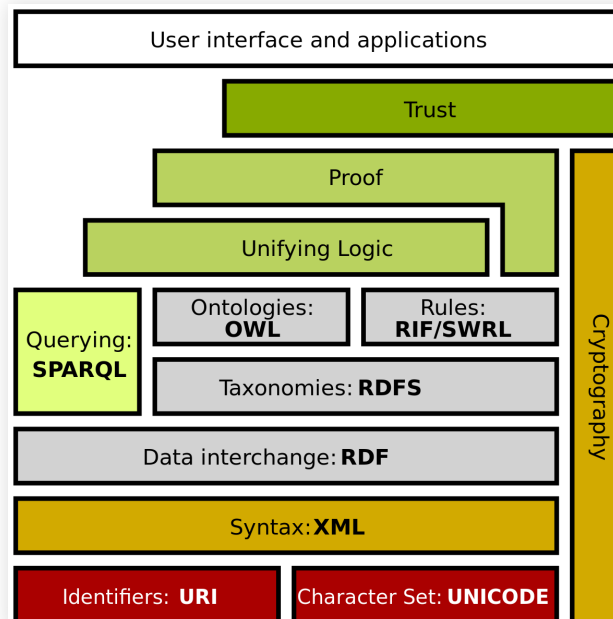 User interface and applications
Trust
Proof
Unifying Logic
Ontologies:
OWL
Rules:
RIF/SWRL
Querying:
SPARQL
Taxonomies: RDFS
Cryptography
Data interchange: RDF
Syntax: XML
Identifiers: URI
Character Set: UNICODE